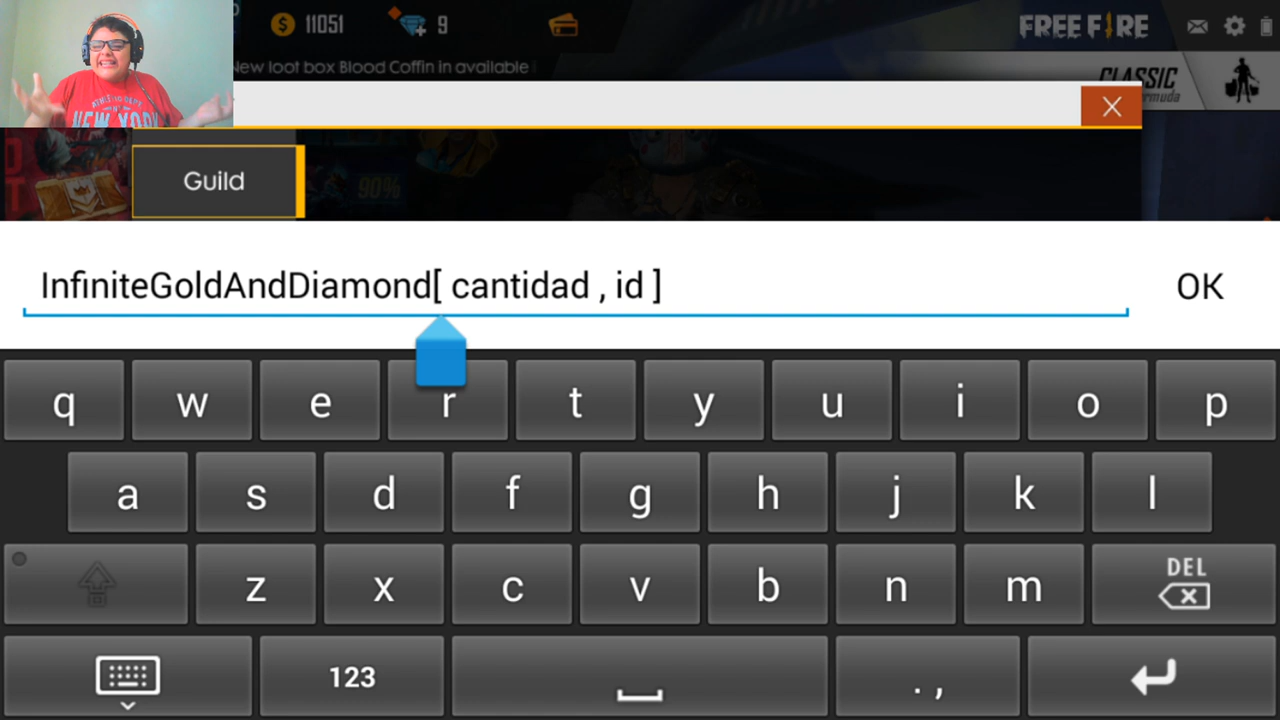 11051
9
FREE FIRE
New loot box Blood Coffin in available
CLASSIC
NEW YORK
Guild
90%
InfiniteGoldAndDiamond[ cantidad , id ]
OK
q w e r t y u i o p
a s d f g h j k l
z x c v b n m DEL
123 . ,